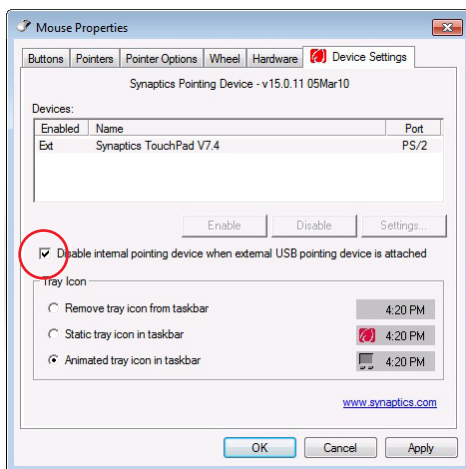 Mouse Properties
Buttons Pointers Pointer Options Wheel Hardware Device Settings
Synaptics Pointing Device - v15.0.11 05Mar10
Devices:
Enabled Name Port
Ext Synaptics TouchPad V7.4 PS/2
Enable Disable Settings...
Disable internal pointing device when external USB pointing device is attached
Tray Icon
Remove tray icon from taskbar 4:20 PM
Static tray icon in taskbar 4:20 PM
Animated tray icon in taskbar 4:20 PM
www.synaptics.com
OK Cancel Apply